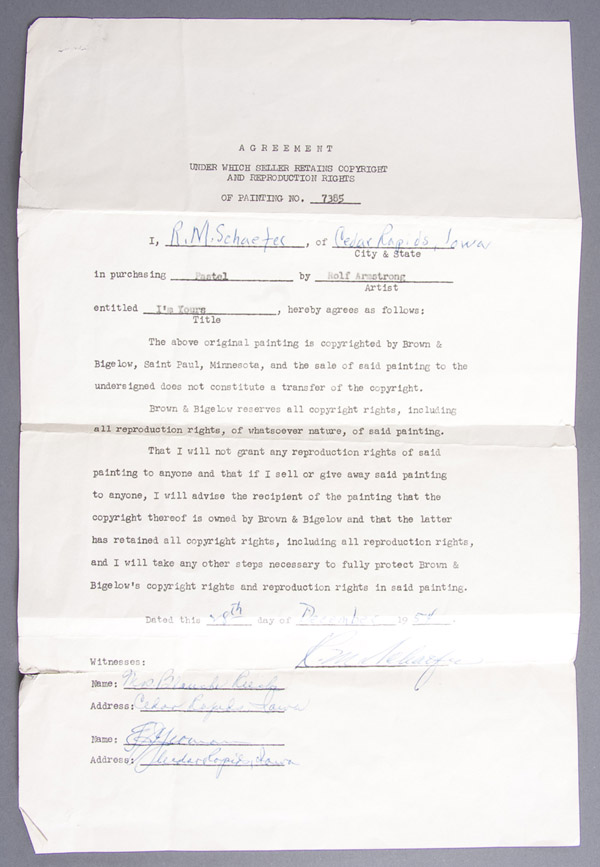 AGREEMENT
UNDER WHICH SELLER RETAINS COPYRIGHT
AND REPRODUCTION RIGHTS
OF PAINTING NO. 7385
I, R.M. Schaefer, of Cedar Rapids, Iowa
City & State
in purchasing Pastel by Rolf Armstrong
Artist
entitled I'm Yours, hereby agrees as follows:
Title
The above original painting is copyrighted by Brown &
Bigelow, Saint Paul, Minnesota, and the sale of said painting to the
undersigned does not constitute a transfer of the copyright.
Brown & Bigelow reserves all copyright rights, including
all reproduction rights, of whatsoever nature, of said painting.
That I will not grant any reproduction rights of said
painting to anyone and that if I sell or give away said painting
to anyone, I will advise the recipient of the painting that the
copyright thereof is owned by Brown & Bigelow and that the latter
has retained all copyright rights, including all reproduction rights,
and I will take any other steps necessary to fully protect Brown &
Bigelow's copyright rights and reproduction rights in said painting.
Dated this 28th day of December 1954.
R.M. Schaefer
Witnesses:
Name: Mrs Blanche
Address: Cedar Rapids Iowa
Name:
Address: Cedar Rapids, Iowa